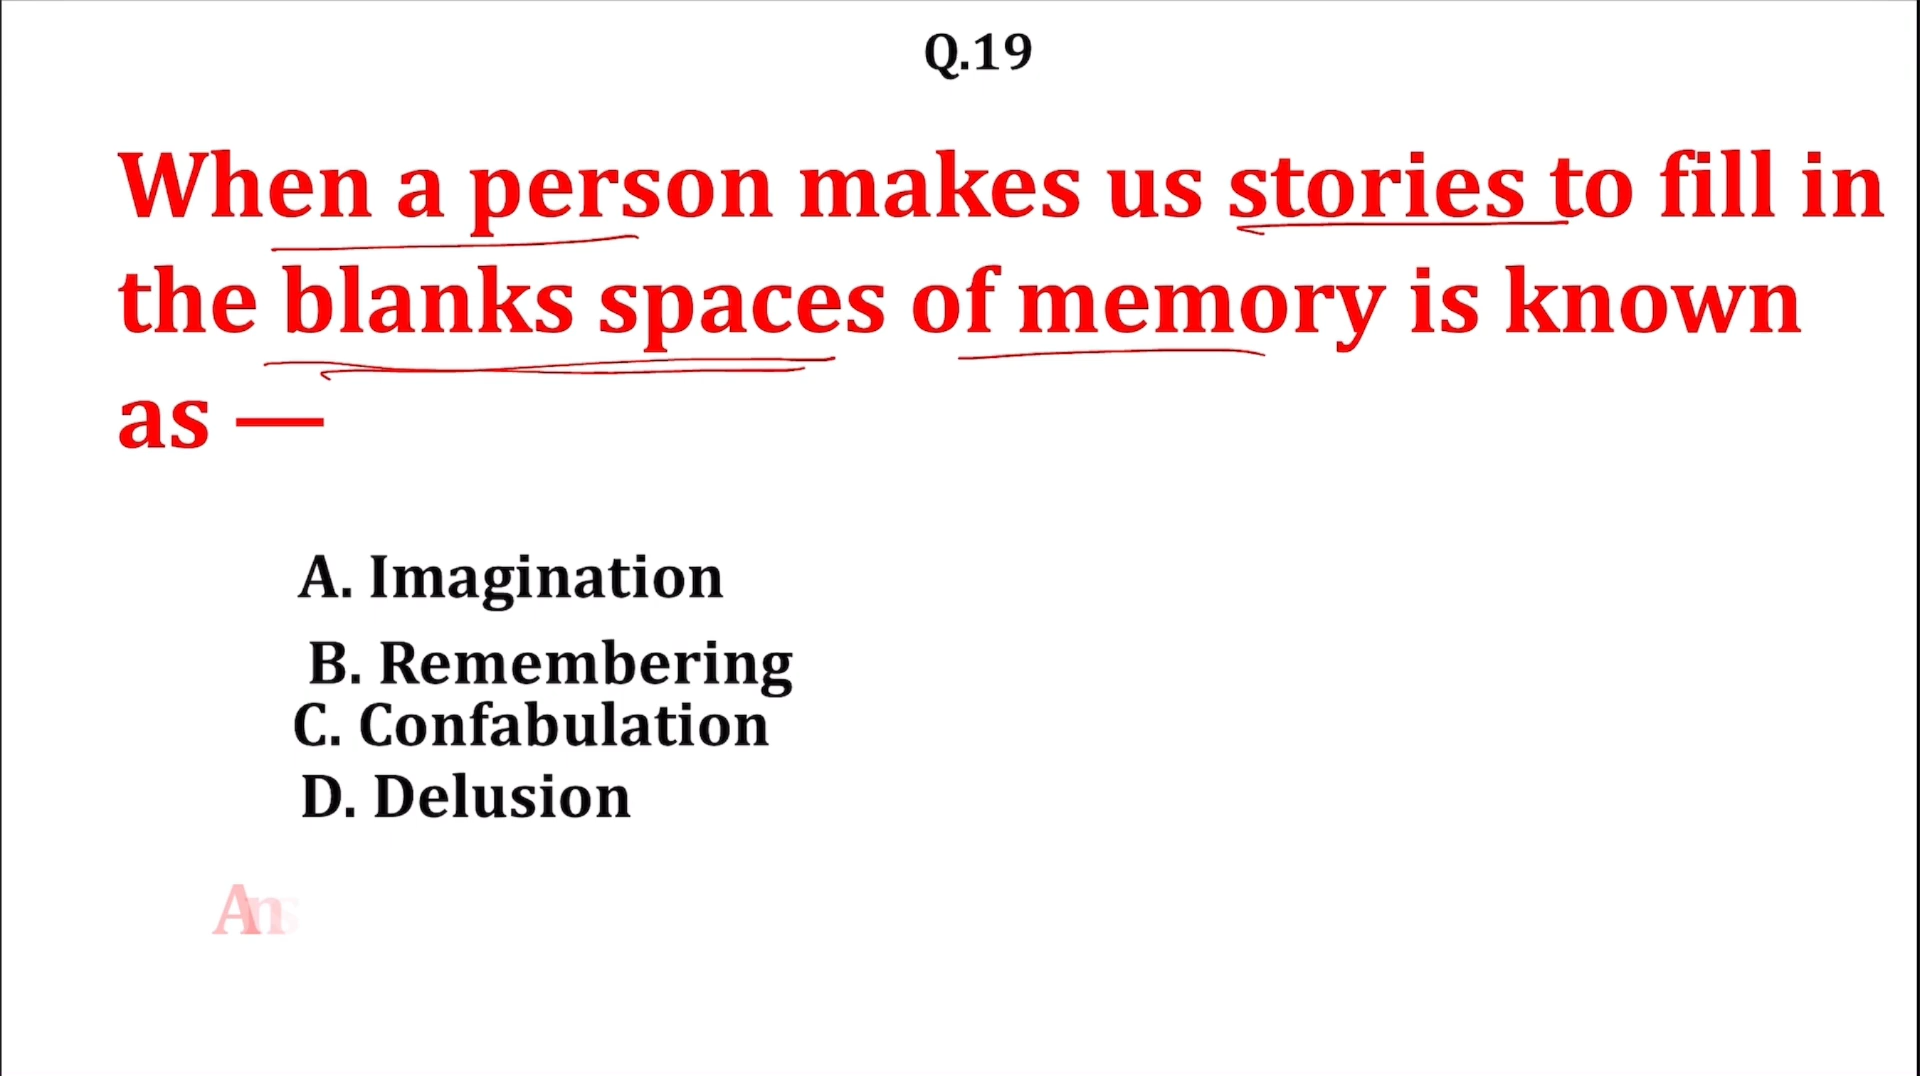 Q.19
When a person makes us stories to fill in
the blanks spaces of memory is known
as —
A. Imagination
B. Remembering
C. Confabulation
D. Delusion
Ans